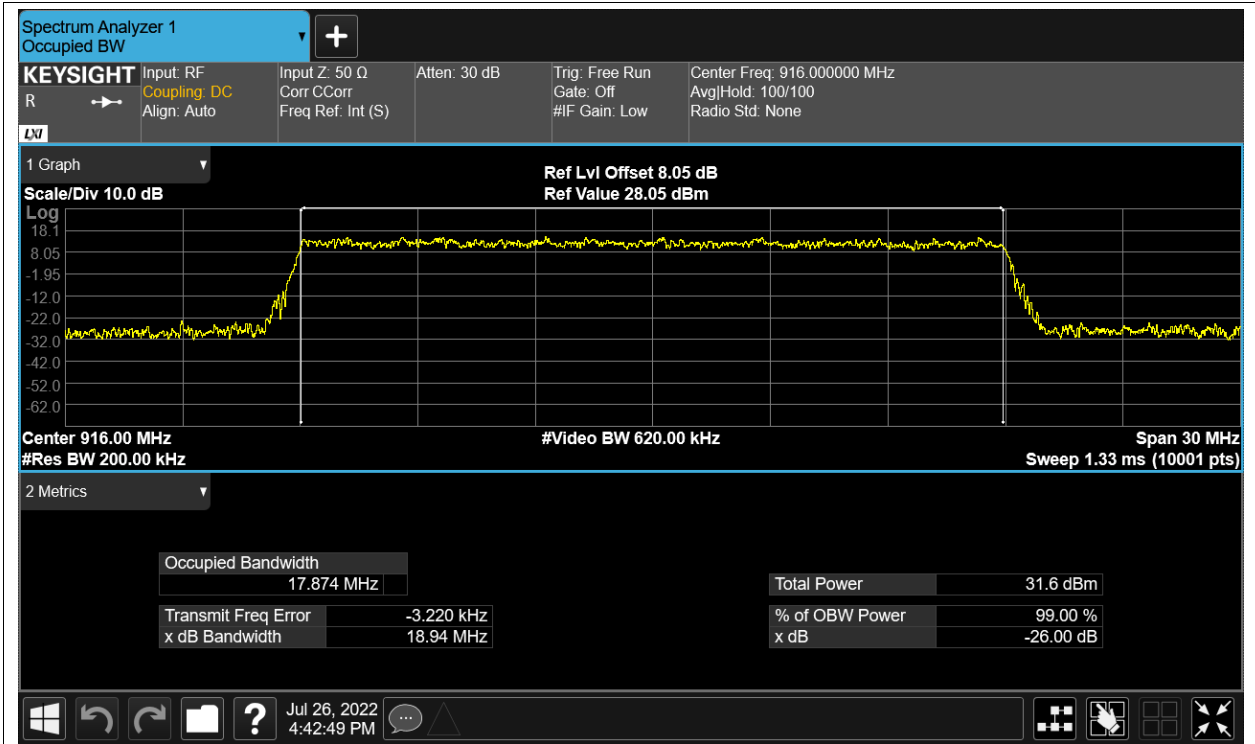 Spectrum Analyzer 1
Occupied BW
KEYSIGHT
R
LXI
Input: RF
Coupling: DC
Align: Auto
Input Z: 50 Ω
Corr CCorr
Freq Ref: Int (S)
Atten: 30 dB
Trig: Free Run
Gate: Off
#IF Gain: Low
Center Freq: 916.000000 MHz
Avg|Hold: 100/100
Radio Std: None
1 Graph
Scale/Div 10.0 dB
Ref Lvl Offset 8.05 dB
Ref Value 28.05 dBm
Log
18.1
8.05
-1.95
-12.0
-22.0
-32.0
-42.0
-52.0
-62.0
Center 916.00 MHz
#Video BW 620.00 kHz
Span 30 MHz
#Res BW 200.00 kHz
Sweep 1.33 ms (10001 pts)
2 Metrics
Occupied Bandwidth
17.874 MHz
Total Power 31.6 dBm
Transmit Freq Error -3.220 kHz
% of OBW Power 99.00 %
x dB Bandwidth 18.94 MHz
x dB -26.00 dB
?
Jul 26, 2022
4:42:49 PM